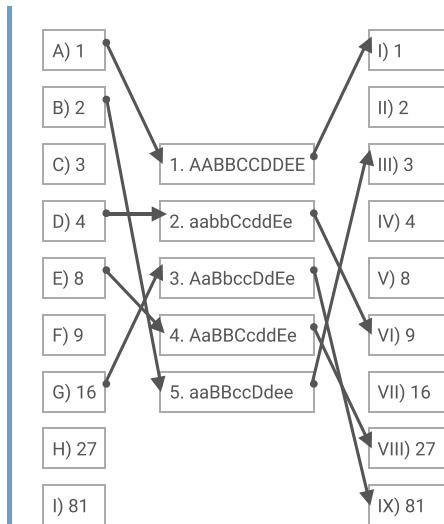 A) 1
B) 2
C) 3
D) 4
E) 8
F) 9
G) 16
H) 27
I) 81
1. AABBCCDDEE
2. aabbCcddEe
3. AaBbccDdEe
4. AaBBCcddEe
5. aaBBccDdee
I) 1
II) 2
III) 3
IV) 4
V) 8
VI) 9
VII) 16
VIII) 27
IX) 81